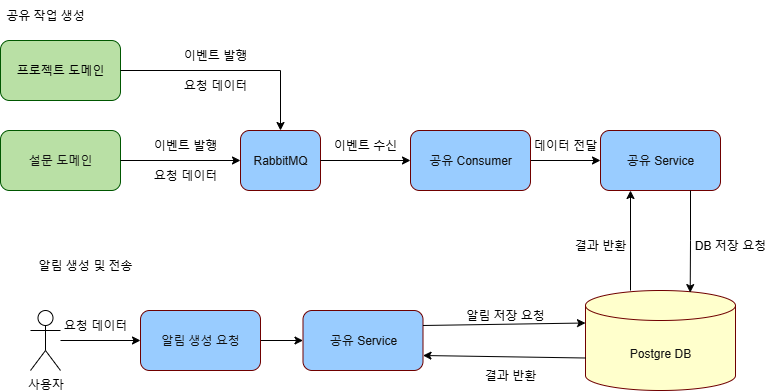 공유 작업 생성
프로젝트 도메인
이벤트 발행
요청 데이터
설문 도메인
이벤트 발행
요청 데이터
RabbitMQ
이벤트 수신
공유 Consumer
데이터 전달
공유 Service
결과 반환
DB 저장 요청
알림 생성 및 전송
사용자
요청 데이터
알림 생성 요청
공유 Service
알림 저장 요청
결과 반환
Postgre DB